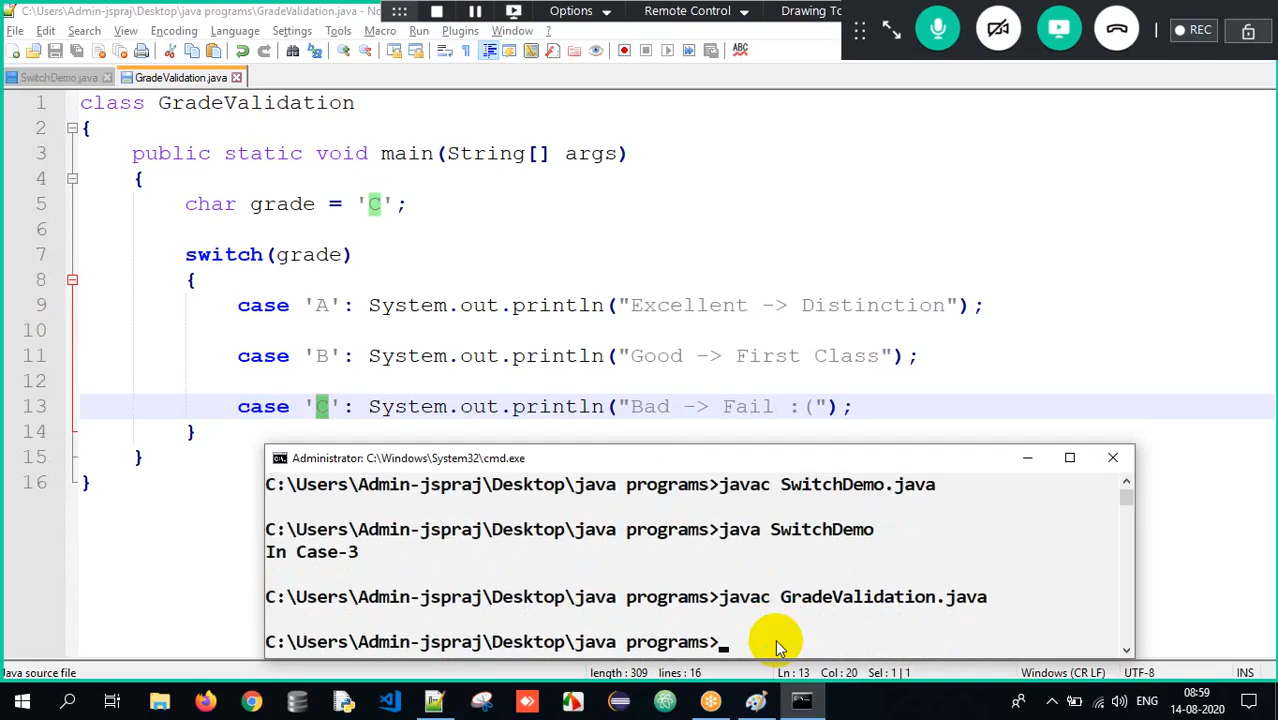 C:\Users\Admin-jspraj\Desktop\java programs\GradeValidation.java - No
Options
Remote Control
Drawing To
REC
File Edit Search View Encoding Language Settings Tools Macro Run Plugins Window ?
SwitchDemo.java GradeValidation.java
1 class GradeValidation
2 {
3 public static void main(String[] args)
4 {
5 char grade = 'C';
6
7 switch(grade)
8 {
9 case 'A': System.out.println("Excellent -> Distinction");
10
11 case 'B': System.out.println("Good -> First Class");
12
13 case 'C': System.out.println("Bad -> Fail :(");
14 }
15 }
16 }
Administrator: C:\Windows\System32\cmd.exe
C:\Users\Admin-jspraj\Desktop\java programs>javac SwitchDemo.java
C:\Users\Admin-jspraj\Desktop\java programs>java SwitchDemo
In Case-3
C:\Users\Admin-jspraj\Desktop\java programs>javac GradeValidation.java
C:\Users\Admin-jspraj\Desktop\java programs>
Java source file length : 309 lines : 16 Ln : 13 Col : 20 Sel : 1 | 1 Windows (CR LF) UTF-8 INS
ENG
08:59
14-08-2020